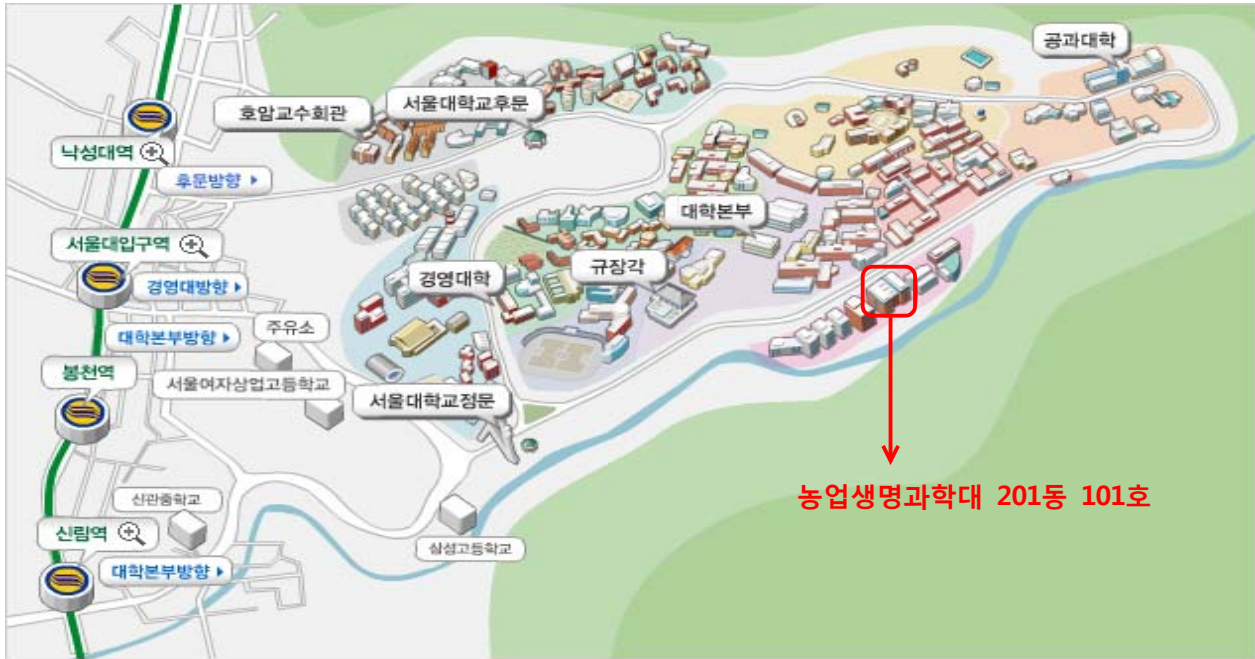 공과대학
호암교수회관
서울대학교후문
낙성대역
후문방향
대학본부
서울대입구역
경영대학
규장각
경영대방향
주유소
대학본부방향
봉천역
서울여자상업고등학교
서울대학교정문
농업생명과학대 201동 101호
신관중학교
신림역
삼성고등학교
대학본부방향